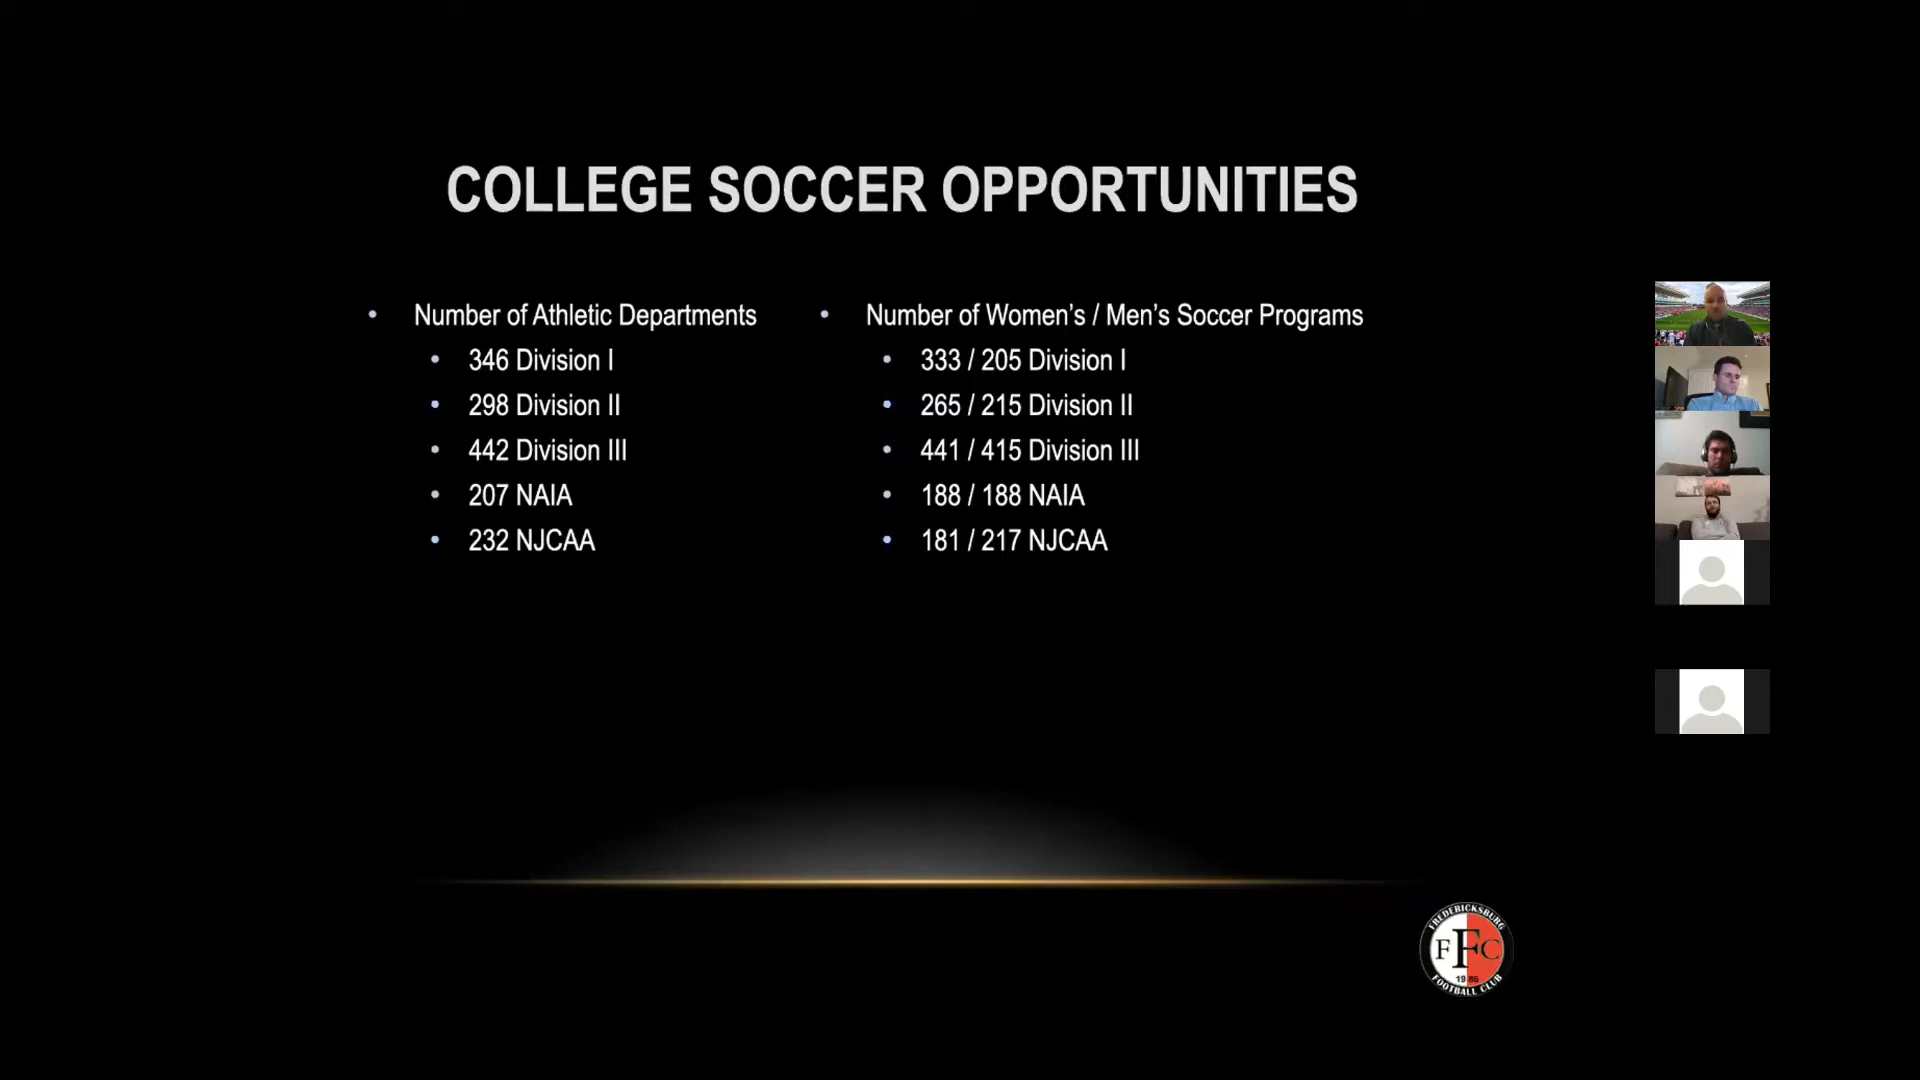 COLLEGE SOCCER OPPORTUNITIES
Number of Athletic Departments
346 Division I
298 Division II
442 Division III
207 NAIA
232 NJCAA
Number of Women's / Men's Soccer Programs
333 / 205 Division I
265 / 215 Division II
441 / 415 Division III
188 / 188 NAIA
181 / 217 NJCAA
FREDERICKSBURG
FFC
1986
FOOTBALL CLUB